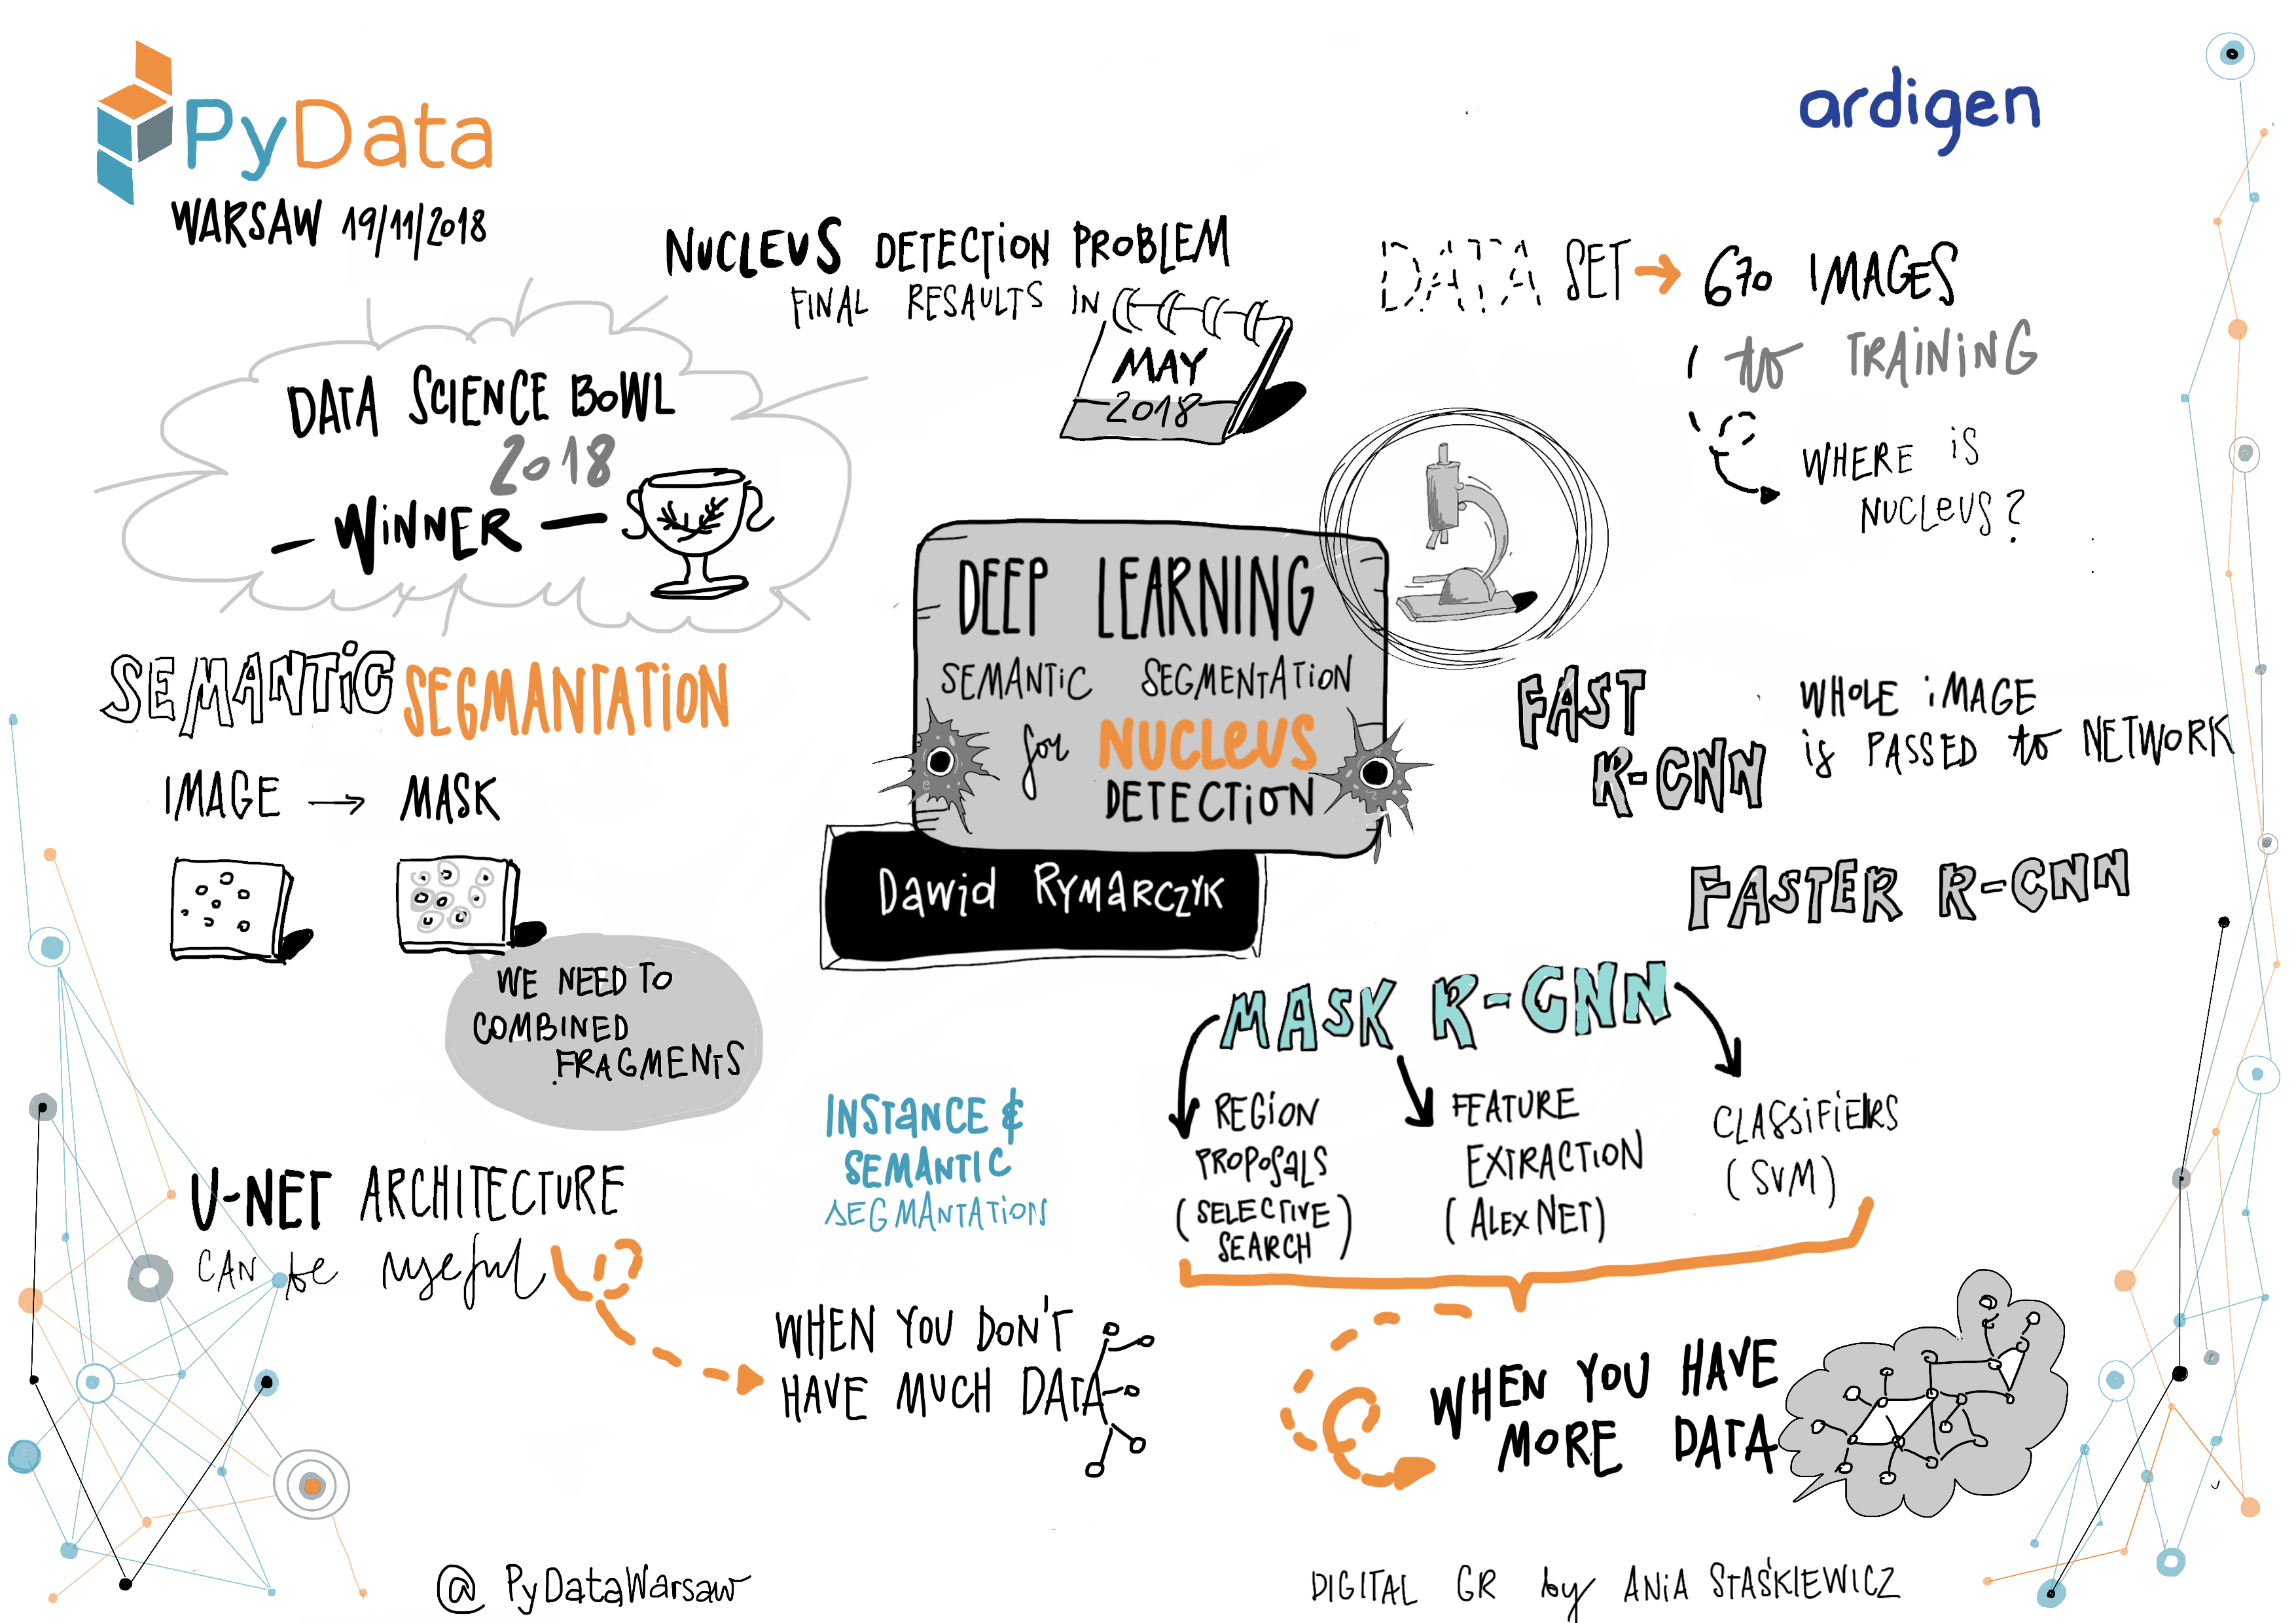 PyData
WARSAW 19/11/2018
ardigen
NUCLEUS DETECTION PROBLEM
FINAL RESAULTS IN
MAY
2018
DATA SET → 670 IMAGES
to TRAINING
WHERE IS
NUCLEUS?
DATA SCIENCE BOWL
2018
- WINNER -
DEEP LEARNING
SEMANTIC SEGMENTATION
for NUCLEUS
DETECTION
Dawid RYMARCZYK
SEMANTIC SEGMANTATION
IMAGE → MASK
WE NEED TO
COMBINED
FRAGMENTS
FAST
R-CNN
WHOLE IMAGE
is PASSED to NETWORK
FASTER R-CNN
MASK R-CNN
REGION
PROPOSALS
(SELECTIVE
SEARCH)
FEATURE
EXTRACTION
(ALEXNET)
CLASSIFIERS
(SVM)
INSTANCE &
SEMANTIC
SEGMANTATION
U-NET ARCHITECTURE
CAN be useful
WHEN YOU DON'T
HAVE MUCH DATA
WHEN YOU HAVE
MORE DATA
@ PyDataWarsaw
DIGITAL GR by ANIA STAŚKIEWICZ